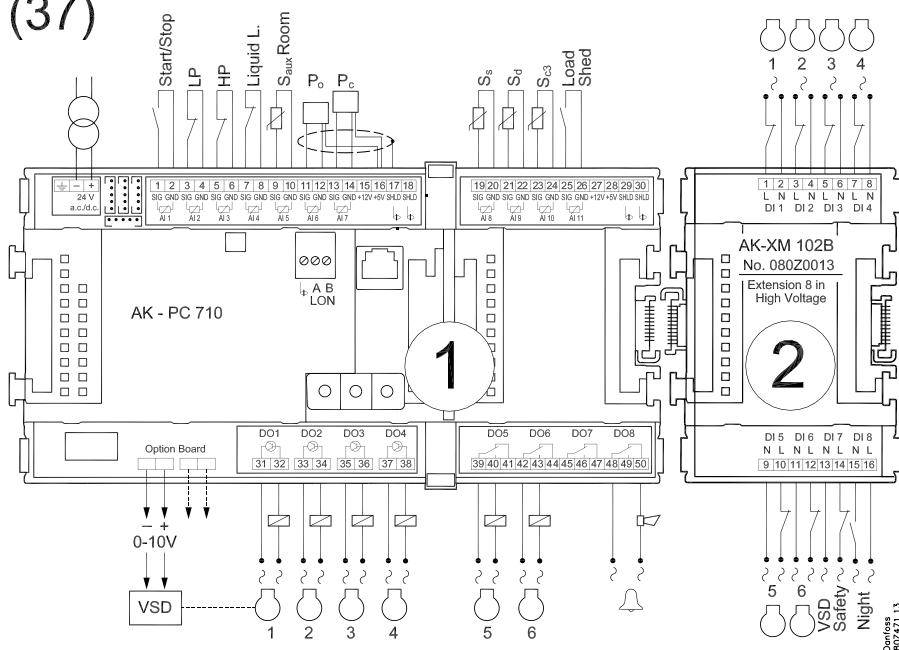 (37)
Start/Stop
LP
HP
Liquid L.
Saux Room
Po
Pc
Ss
Sd
Sc3
Load
Shed
1 2 3 4
− +
24 V
a.c./d.c.
1 2 3 4 5 6 7 8 9 10 11 12 13 14 15 16 17 18
SIG GND SIG GND SIG GND SIG GND SIG GND SIG GND SIG GND +12V +5V SHLD SHLD
AI 1 AI 2 AI 3 AI 4 AI 5 AI 6 AI 7
19 20 21 22 23 24 25 26 27 28 29 30
SIG GND SIG GND SIG GND SIG GND +12V +5V SHLD SHLD
AI 8 AI 9 AI 10 AI 11
1 2 3 4 5 6 7 8
L N L N L N L N
DI 1 DI 2 DI 3 DI 4
A B
LON
AK - PC 710
1
AK-XM 102B
No. 080Z0013
Extension 8 in
High Voltage
2
Option Board
DO1 DO2 DO3 DO4
31 32 33 34 35 36 37 38
DO5 DO6 DO7 DO8
39 40 41 42 43 44 45 46 47 48 49 50
DI 5 DI 6 DI 7 DI 8
N L N L N L N L
9 10 11 12 13 14 15 16
− +
0-10V
VSD
1 2 3 4
5 6
5 6
VSD
Safety
Night
Danfoss
80Z471.13